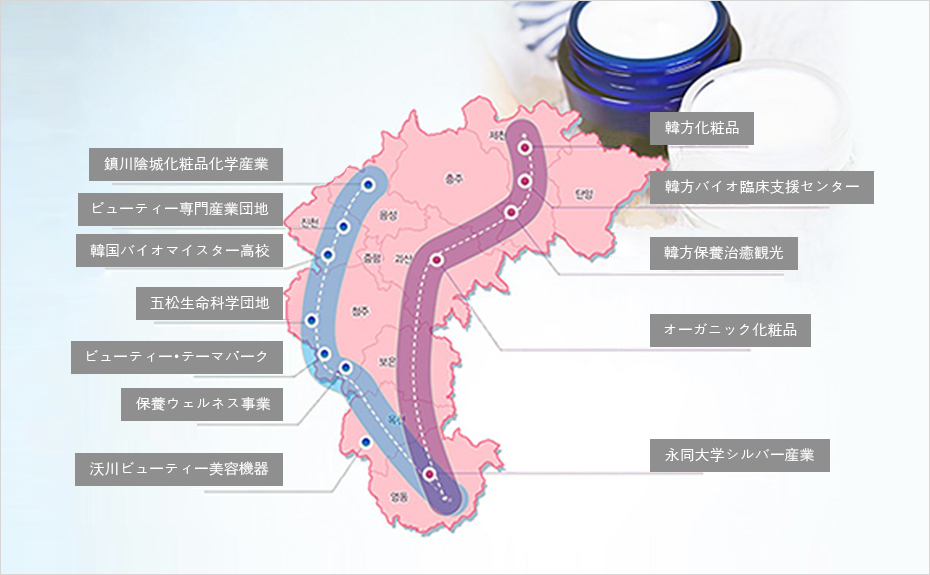 鎮川陰城化粧品化学産業
ビューティー専門産業団地
韓国バイオマイスター高校
五松生命科学団地
ビューティー・テーマパーク
保養ウェルネス事業
沃川ビューティー美容機器
제천
충주
단양
음성
진천
증평
괴산
청주
보은
옥천
영동
韓方化粧品
韓方バイオ臨床支援センター
韓方保養治癒観光
オーガニック化粧品
永同大学シルバー産業